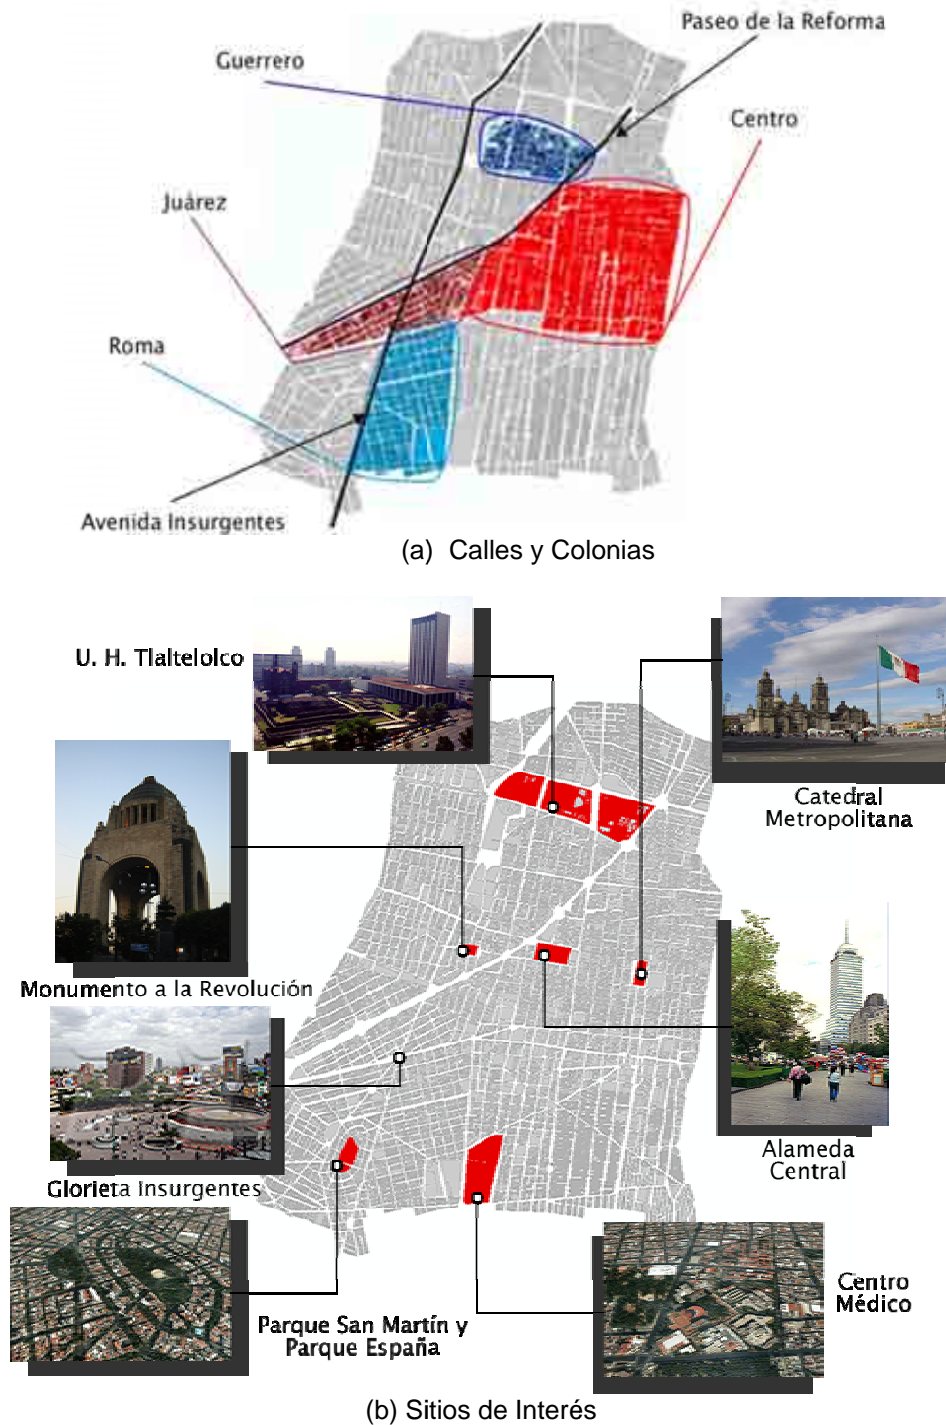 Paseo de la Reforma
Guerrero
Centro
Juárez
Roma
Avenida Insurgentes
(a) Calles y Colonias
U. H. Tlaltelolco
Catedral
Metropolitana
Monumento a la Revolución
Alameda
Central
Glorieta Insurgentes
Centro
Médico
Parque San Martín y
Parque España
(b) Sitios de Interés